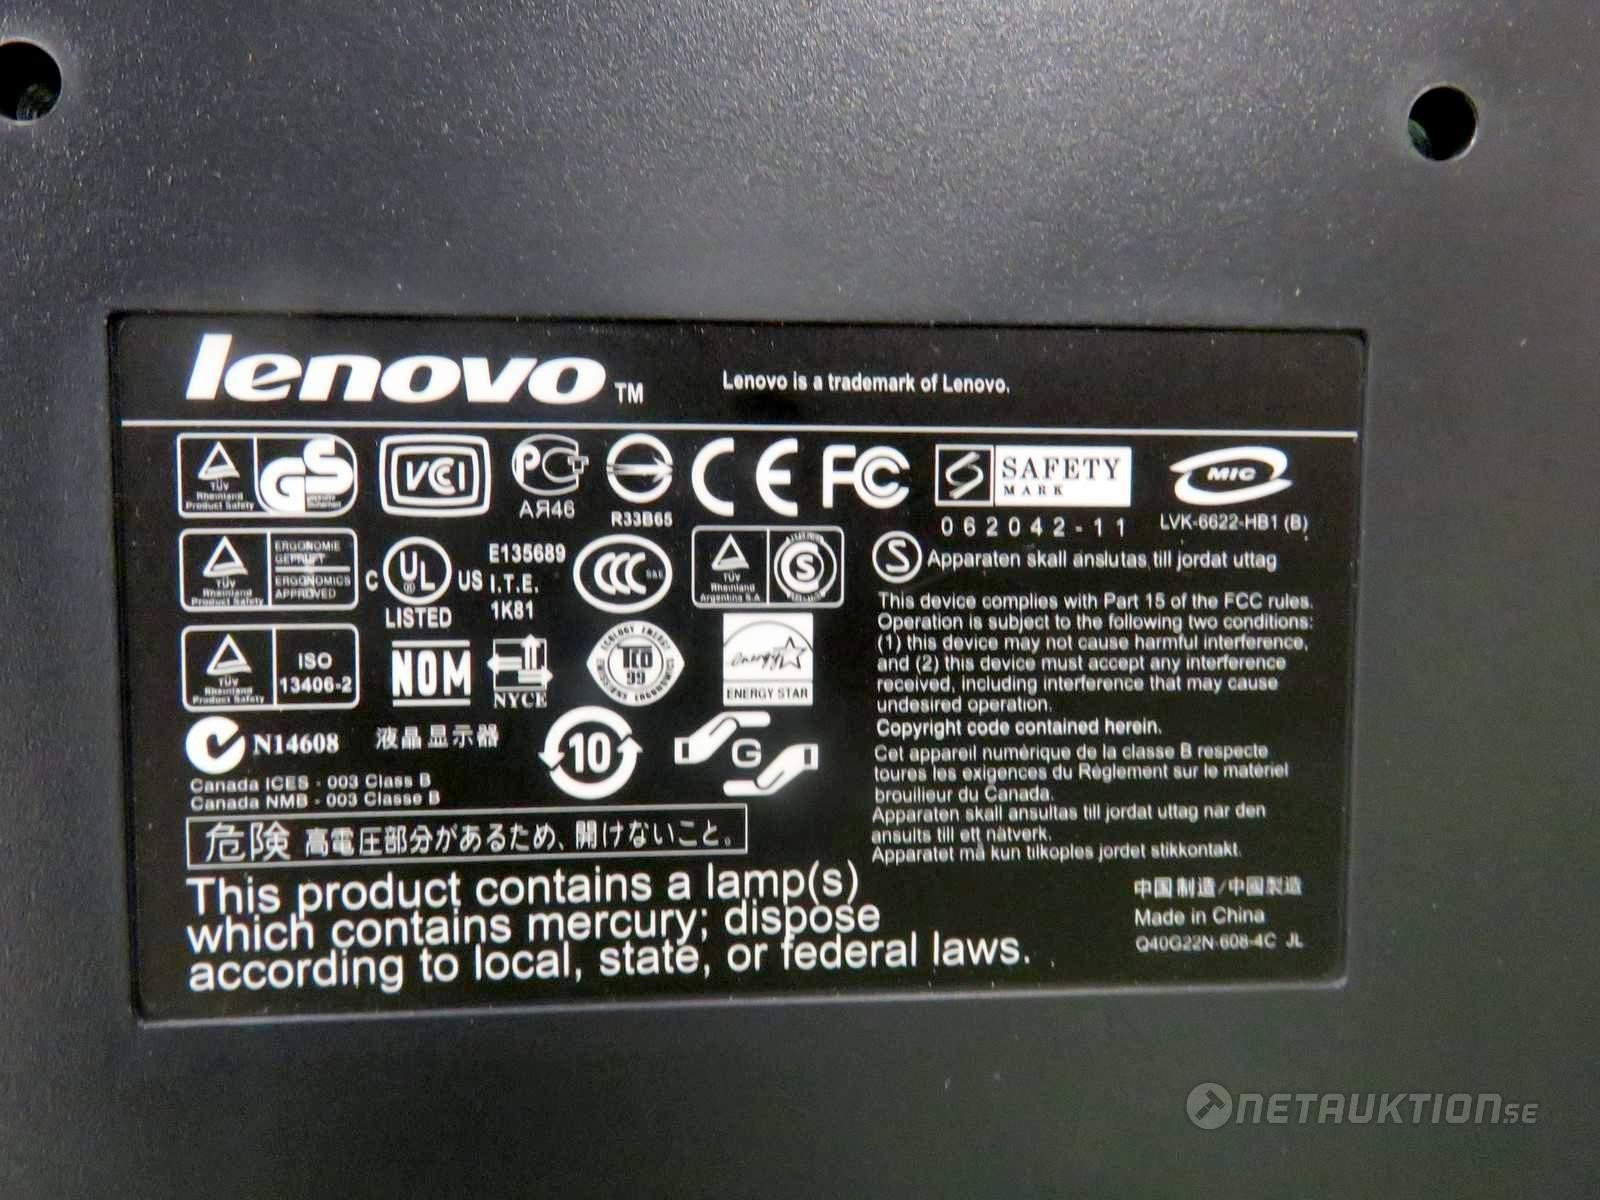 lenovo TM
Lenovo is a trademark of Lenovo.
TÜV
Rheinland
Product Safety
GS
VCI
АЯ46
R33B65
CE
FC
S SAFETY
MARK
062042-11
MIC
LVK-6622-HB1 (B)
TÜV
Rheinland
Product Safety
ERGONOMIE
GEPRÜFT
ERGONOMICS
APPROVED
C UL US
LISTED
E135689
I.T.E.
1K81
CCC S&E
TÜV
Rheinland
Argentina S.A.
S
S Apparaten skall anslutas till jordat uttag
TÜV
Rheinland
Product Safety
ISO
13406-2
NOM
NYCE
ECOLOGY ENERGY
TCO
99
EMISSIONS ERGONOMICS
energy
ENERGY STAR
This device complies with Part 15 of the FCC rules.
Operation is subject to the following two conditions:
(1) this device may not cause harmful interference,
and (2) this device must accept any interference
received, including interference that may cause
undesired operation.
Copyright code contained herein.
Cet appareil numérique de la classe B respecte
toures les exigences du Règlement sur le matériel
brouilleur du Canada.
Apparaten skall ansultas till jordat uttag när den
ansults till ett nätverk.
Apparatet må kun tilkoples jordet stikkontakt.
N14608
液晶显示器
10
G
Canada ICES - 003 Class B
Canada NMB - 003 Classe B
危険 高電圧部分があるため、開けないこと。
This product contains a lamp(s)
which contains mercury; dispose
according to local, state, or federal laws.
中国制造/中國製造
Made in China
Q40G22N-608-4C JL
NETAUKTION.SE